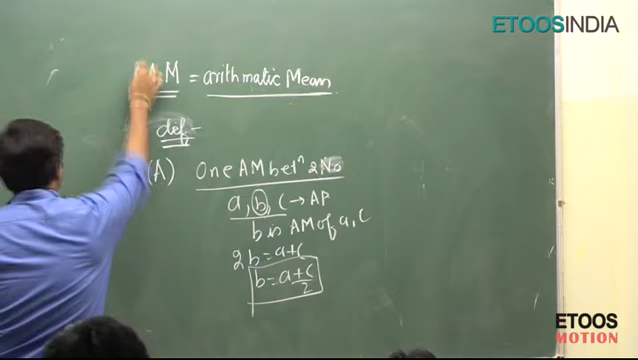 ETOOSINDIA
M = arithmatic Mean
def -
(A) One AM betⁿ 2 No
a, b, c → AP
b is AM of a, c
2b = a+c
b = a+c/2
ETOOS
MOTION